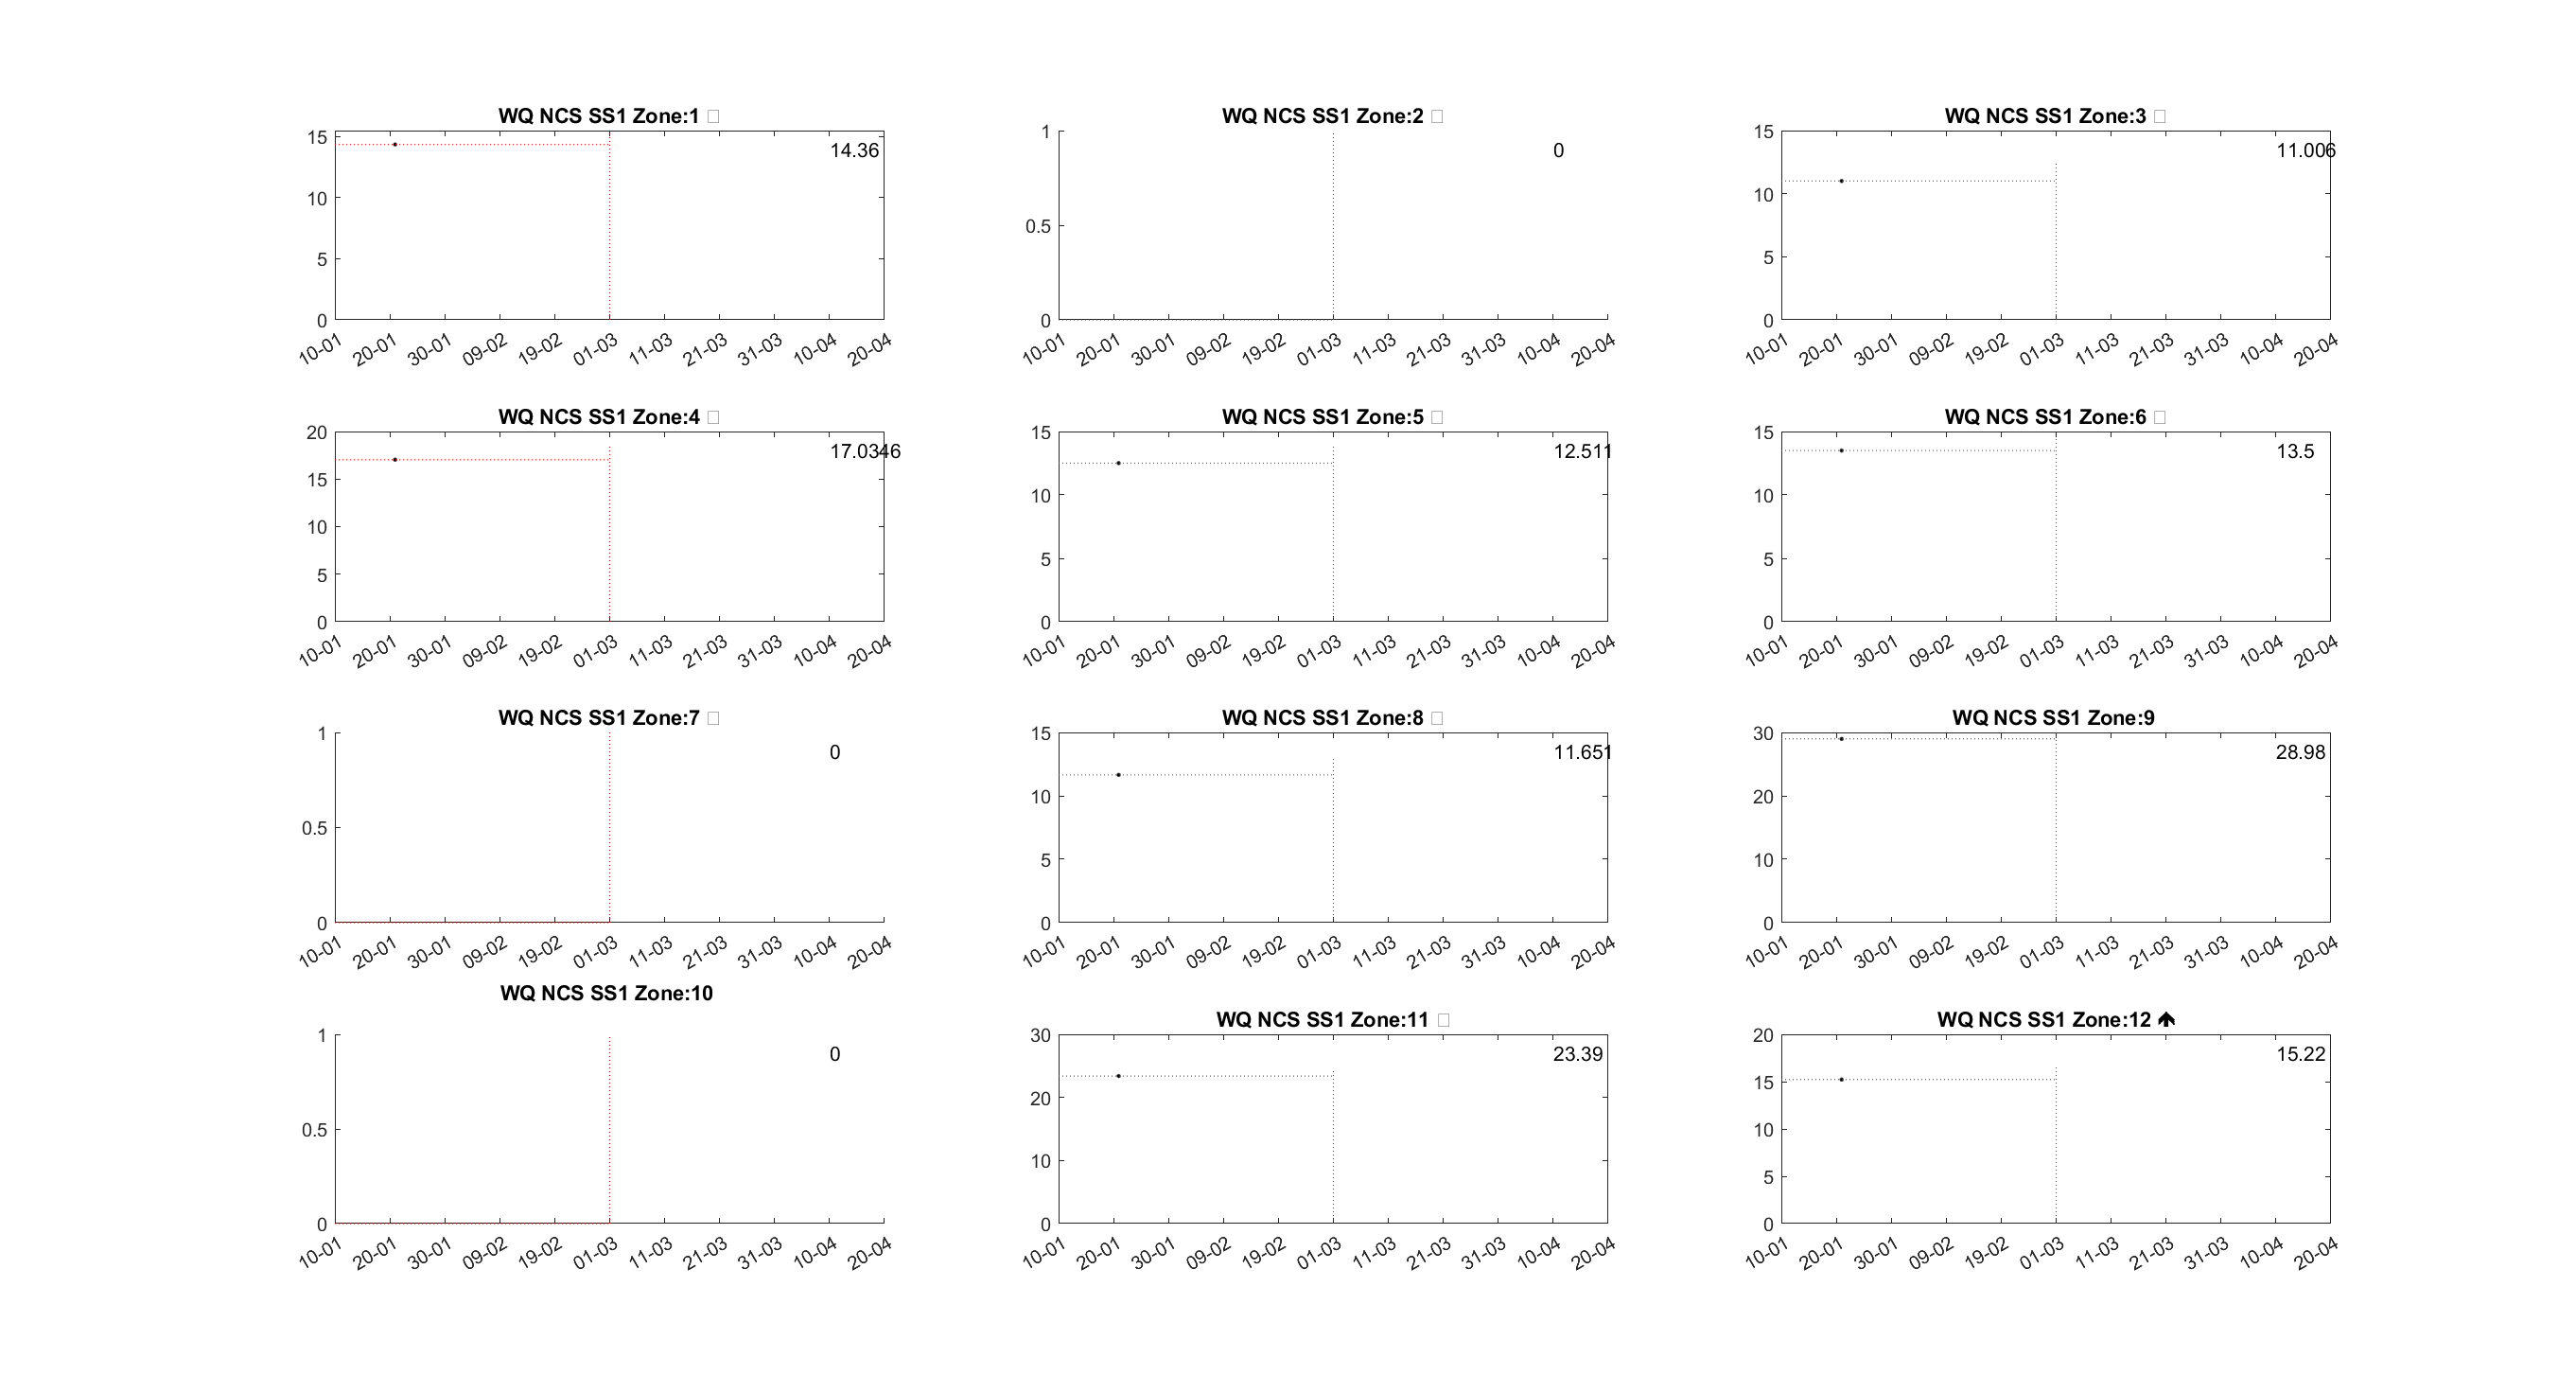 WQ NCS SS1 Zone:1 □
15
10
5
0
14.36
10-01 20-01 30-01 09-02 19-02 01-03 11-03 21-03 31-03 10-04 20-04
WQ NCS SS1 Zone:2 □
1
0.5
0
0
10-01 20-01 30-01 09-02 19-02 01-03 11-03 21-03 31-03 10-04 20-04
WQ NCS SS1 Zone:3 □
15
10
5
0
11.006
10-01 20-01 30-01 09-02 19-02 01-03 11-03 21-03 31-03 10-04 20-04
WQ NCS SS1 Zone:4 □
20
15
10
5
0
17.0346
10-01 20-01 30-01 09-02 19-02 01-03 11-03 21-03 31-03 10-04 20-04
WQ NCS SS1 Zone:5 □
15
10
5
0
12.511
10-01 20-01 30-01 09-02 19-02 01-03 11-03 21-03 31-03 10-04 20-04
WQ NCS SS1 Zone:6 □
15
10
5
0
13.5
10-01 20-01 30-01 09-02 19-02 01-03 11-03 21-03 31-03 10-04 20-04
WQ NCS SS1 Zone:7 □
1
0.5
0
0
10-01 20-01 30-01 09-02 19-02 01-03 11-03 21-03 31-03 10-04 20-04
WQ NCS SS1 Zone:8 □
15
10
5
0
11.651
10-01 20-01 30-01 09-02 19-02 01-03 11-03 21-03 31-03 10-04 20-04
WQ NCS SS1 Zone:9
30
20
10
0
28.98
10-01 20-01 30-01 09-02 19-02 01-03 11-03 21-03 31-03 10-04 20-04
WQ NCS SS1 Zone:10
1
0.5
0
0
10-01 20-01 30-01 09-02 19-02 01-03 11-03 21-03 31-03 10-04 20-04
WQ NCS SS1 Zone:11 □
30
20
10
0
23.39
10-01 20-01 30-01 09-02 19-02 01-03 11-03 21-03 31-03 10-04 20-04
WQ NCS SS1 Zone:12 🡹
20
15
10
5
0
15.22
10-01 20-01 30-01 09-02 19-02 01-03 11-03 21-03 31-03 10-04 20-04